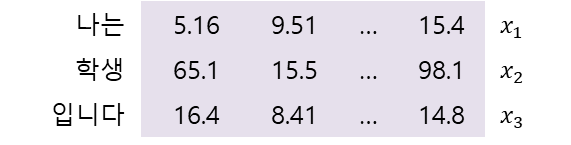 나는 5.16 9.51 ... 15.4 x₁
학생 65.1 15.5 ... 98.1 x₂
입니다 16.4 8.41 ... 14.8 x₃